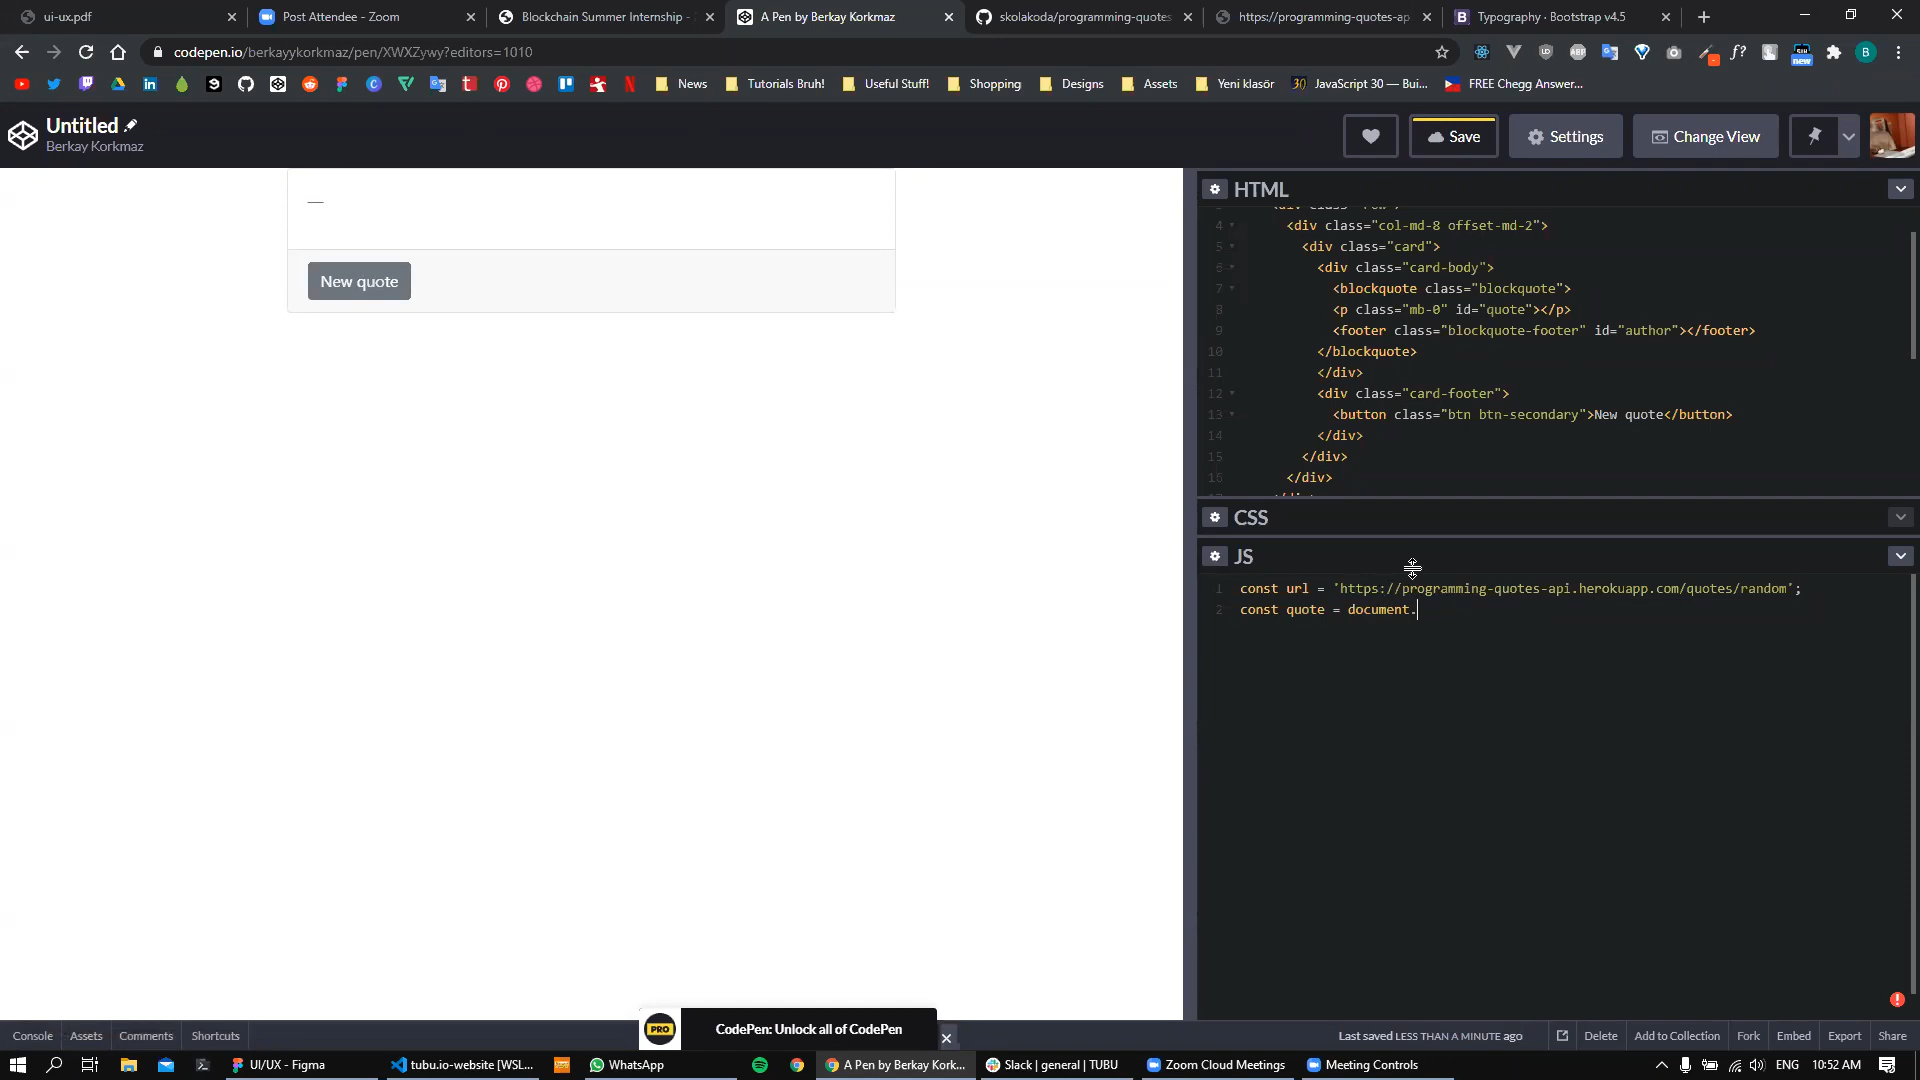 ui-ux.pdf
Post Attendee - Zoom
Blockchain Summer Internship -
A Pen by Berkay Korkmaz
skolakoda/programming-quotes
https://programming-quotes-ap
Typography · Bootstrap v4.5
codepen.io/berkayykorkmaz/pen/XWXZywy?editors=1010
new
B
News
Tutorials Bruh!
Useful Stuff!
Shopping
Designs
Assets
Yeni klasör
JavaScript 30 — Bui...
FREE Chegg Answer...
Untitled
Berkay Korkmaz
Save
Settings
Change View
—
New quote
HTML
4 <div class="col-md-8 offset-md-2">
5 <div class="card">
6 <div class="card-body">
7 <blockquote class="blockquote">
8 <p class="mb-0" id="quote"></p>
9 <footer class="blockquote-footer" id="author"></footer>
10 </blockquote>
11 </div>
12 <div class="card-footer">
13 <button class="btn btn-secondary">New quote</button>
14 </div>
15 </div>
16 </div>
CSS
JS
1 const url = 'https://programming-quotes-api.herokuapp.com/quotes/random';
2 const quote = document.
PRO
CodePen: Unlock all of CodePen
Console
Assets
Comments
Shortcuts
Last saved LESS THAN A MINUTE ago
Delete
Add to Collection
Fork
Embed
Export
Share
UI/UX - Figma
tubu.io-website [WSL...
WhatsApp
A Pen by Berkay Kork...
Slack | general | TUBU
Zoom Cloud Meetings
Meeting Controls
ENG
10:52 AM